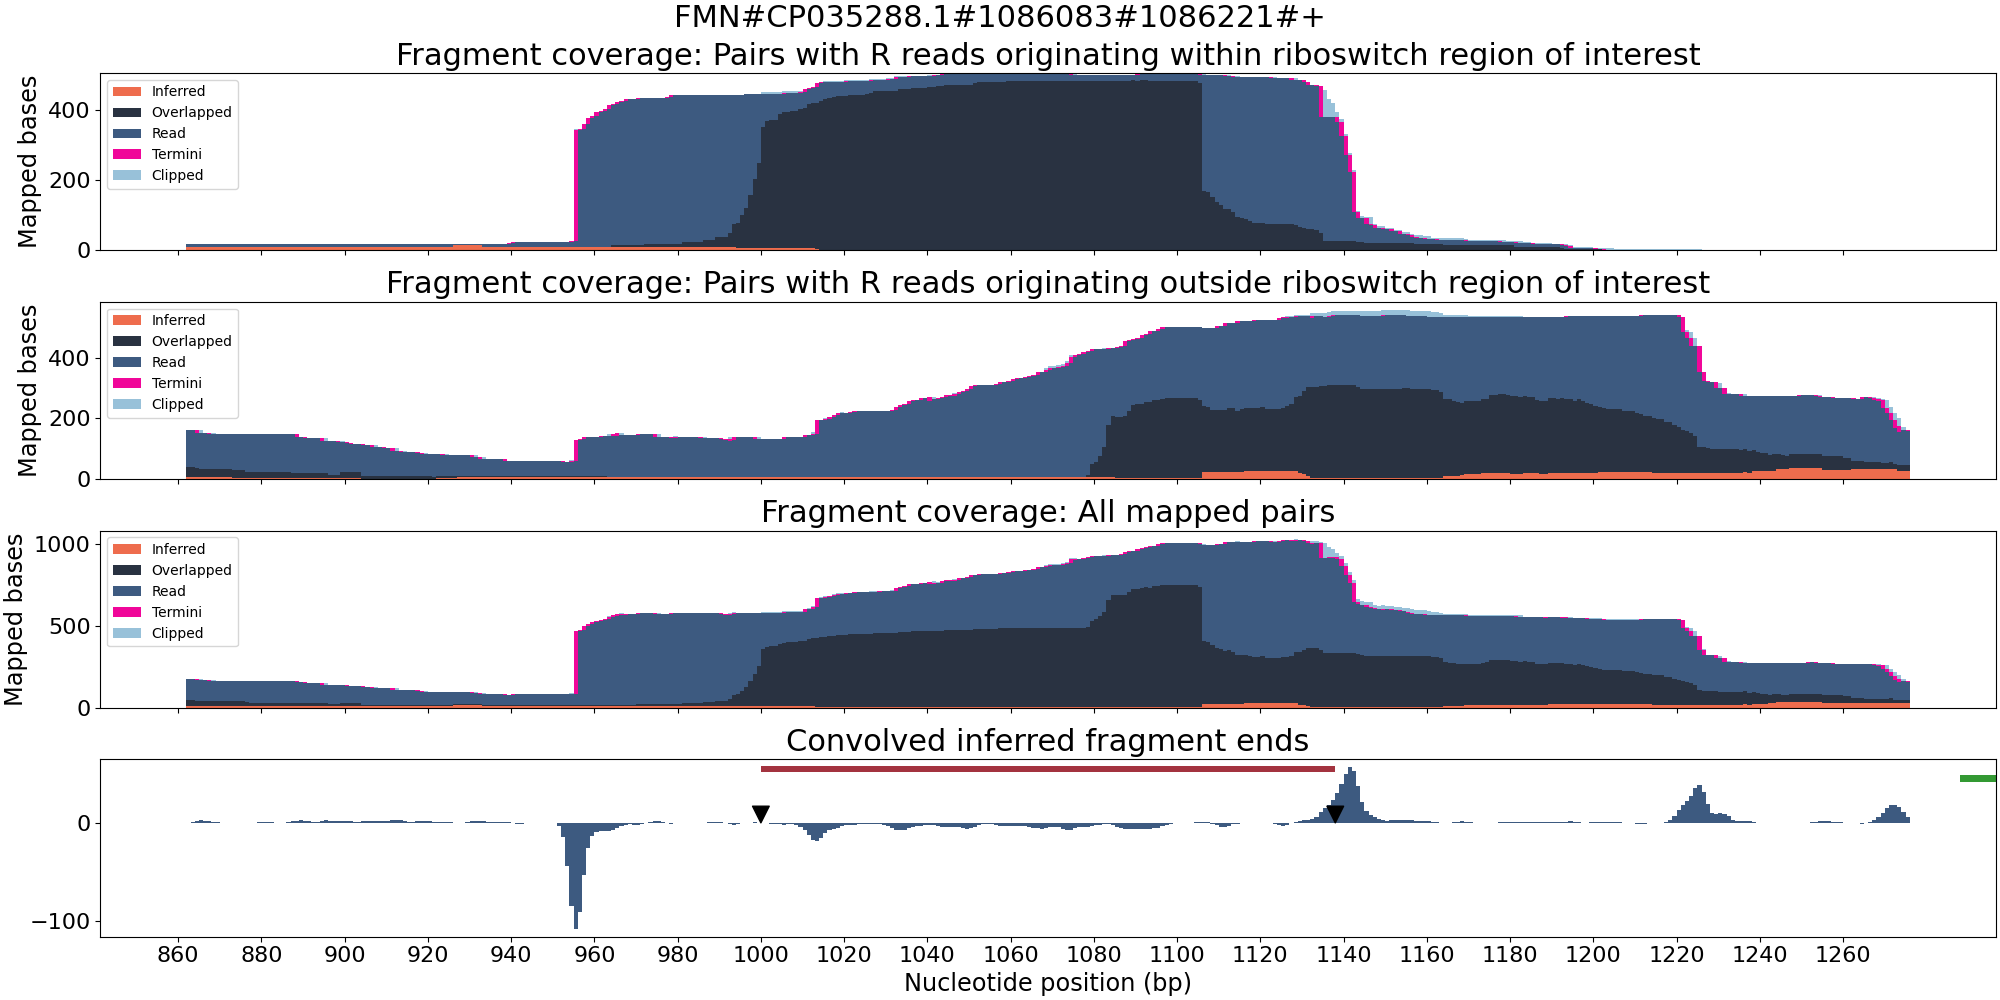 FMN#CP035288.1#1086083#1086221#+
Fragment coverage: Pairs with R reads originating within riboswitch region of interest
Mapped bases
400
200
0
Inferred
Overlapped
Read
Termini
Clipped
Fragment coverage: Pairs with R reads originating outside riboswitch region of interest
Mapped bases
400
200
0
Inferred
Overlapped
Read
Termini
Clipped
Fragment coverage: All mapped pairs
Mapped bases
1000
500
0
Inferred
Overlapped
Read
Termini
Clipped
Convolved inferred fragment ends
0
−100
860 880 900 920 940 960 980 1000 1020 1040 1060 1080 1100 1120 1140 1160 1180 1200 1220 1240 1260
Nucleotide position (bp)